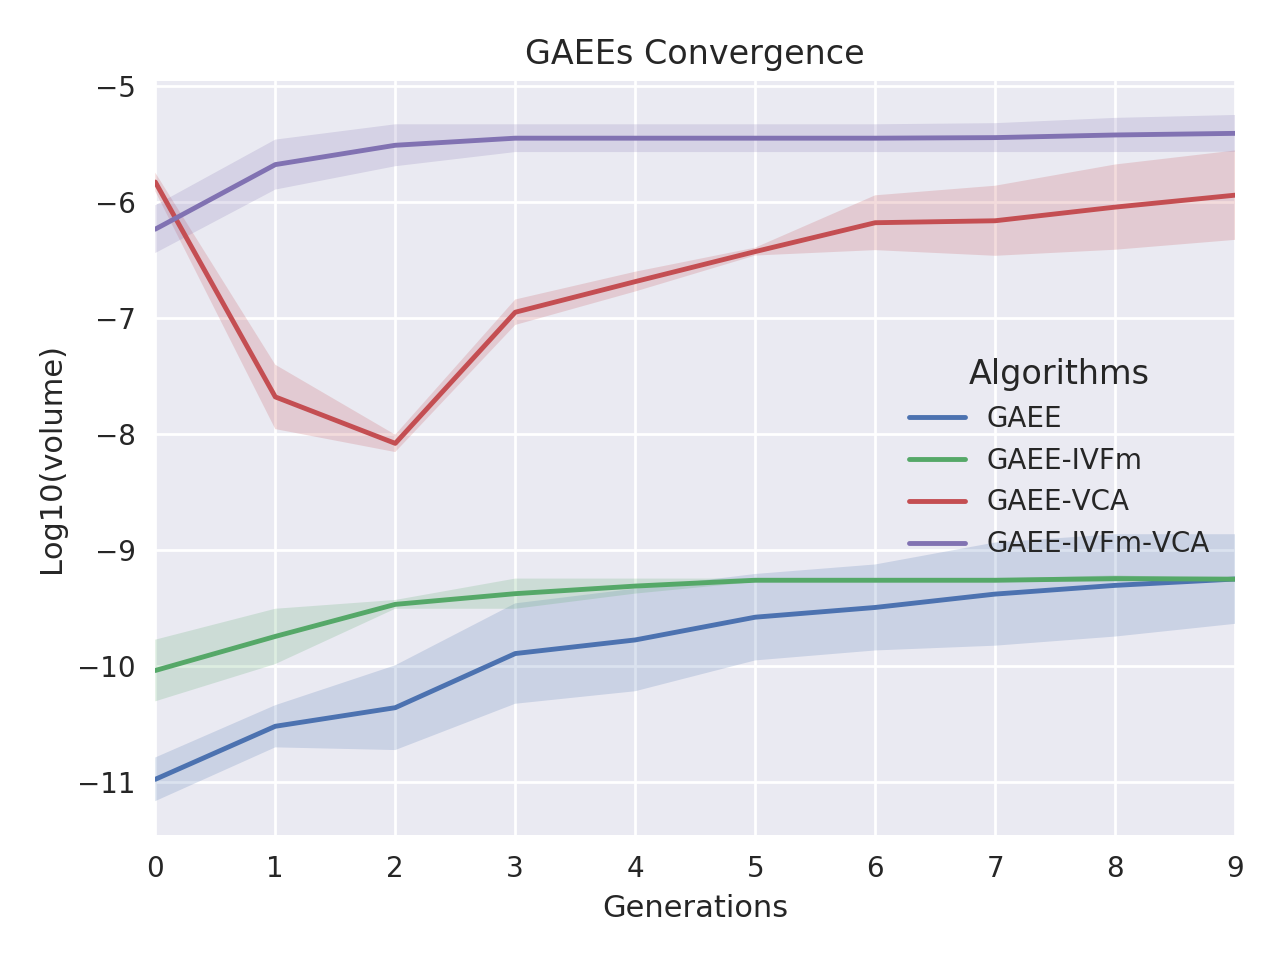 GAEEs Convergence
−5
−6
−7
−8
−9
−10
−11
Log10(volume)
Algorithms
GAEE
GAEE-IVFm
GAEE-VCA
GAEE-IVFm-VCA
0 1 2 3 4 5 6 7 8 9
Generations